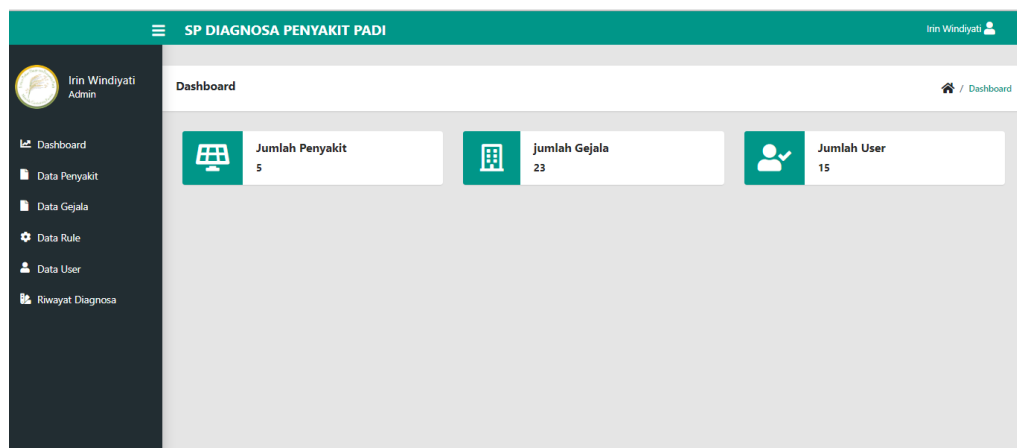 SP DIAGNOSA PENYAKIT PADI
Irin Windiyati
Irin Windiyati
Admin
Dashboard
Data Penyakit
Data Gejala
Data Rule
Data User
Riwayat Diagnosa
Dashboard
/ Dashboard
Jumlah Penyakit
5
jumlah Gejala
23
Jumlah User
15